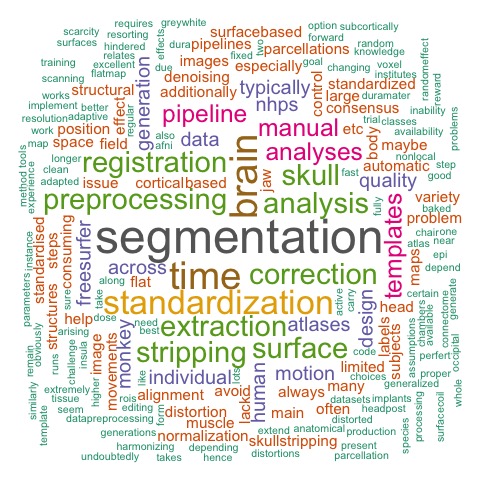 scarcity
requires
resorting
greywhite
option
subcortically
surfaces
hindered
relates
effects
dura
surfacebased
forward
random
due
fixed
two
goal
knowledge
training
excellent
flatmap
pipelines
parcellations
changing
voxel
institutes
randomeffect
scanning
images
especially
standardized
reward
works
structural
generation
denoising
control
large
duramater
implement
better
additionally
typically
consensus
trial
classes
inability
resolution
adaptive
effect
regular
pipeline
nhps
manual
etc
body
availability
problems
work
position
also
data
maybe
map
space
field
afni
brain
analyses
automatic
nonlocal
method
tools
longer
registration
jaw
skull
fast
quality
step
clean
issue
corticalbased
good
experience
adapted
preprocessing
analysis
fully
templates
variety
baked
standardised
problem
segmentation
chair
one
steps
consuming
freesurfer
across
time
correction
atlas
near
maps
epi
instance
along
flat
depend
parameters
structures
sure
take
standardization
active
carry
design
head
certain
chambers
available
connectome
generate
arising
help
dose
need
best
extraction
atlases
labels
assumptions
obviously
runs
challenge
insula
image
movements
monkey
stripping
surface
code
subjects
perfert
occipital
remain
higher
like
individual
lots
human
motion
limited
choices
proper
whole
extremely
rois
avoid
always
many
generalized
similarly
tissue
editing
alignment
lackd
datasets
implants
seem
form
distortion
main
often
headpost
surfacecoil
template
datapreprocessing
muscle
distorted
processing
generations
normalization
extend
anatomical
production
species
harmonizing
depending
skullstripping
present
undoubtedly
takes
hence
distortions
parcellation